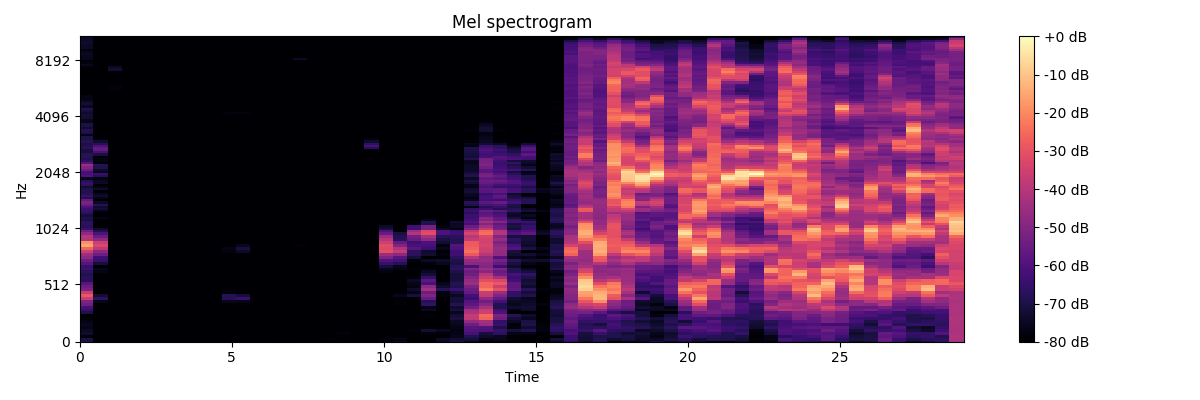 Mel spectrogram
+0 dB
8192
-10 dB
4096
-20 dB
-30 dB
Hz
2048
-40 dB
1024
-50 dB
-60 dB
512
-70 dB
0
-80 dB
0 5 10 15 20 25
Time